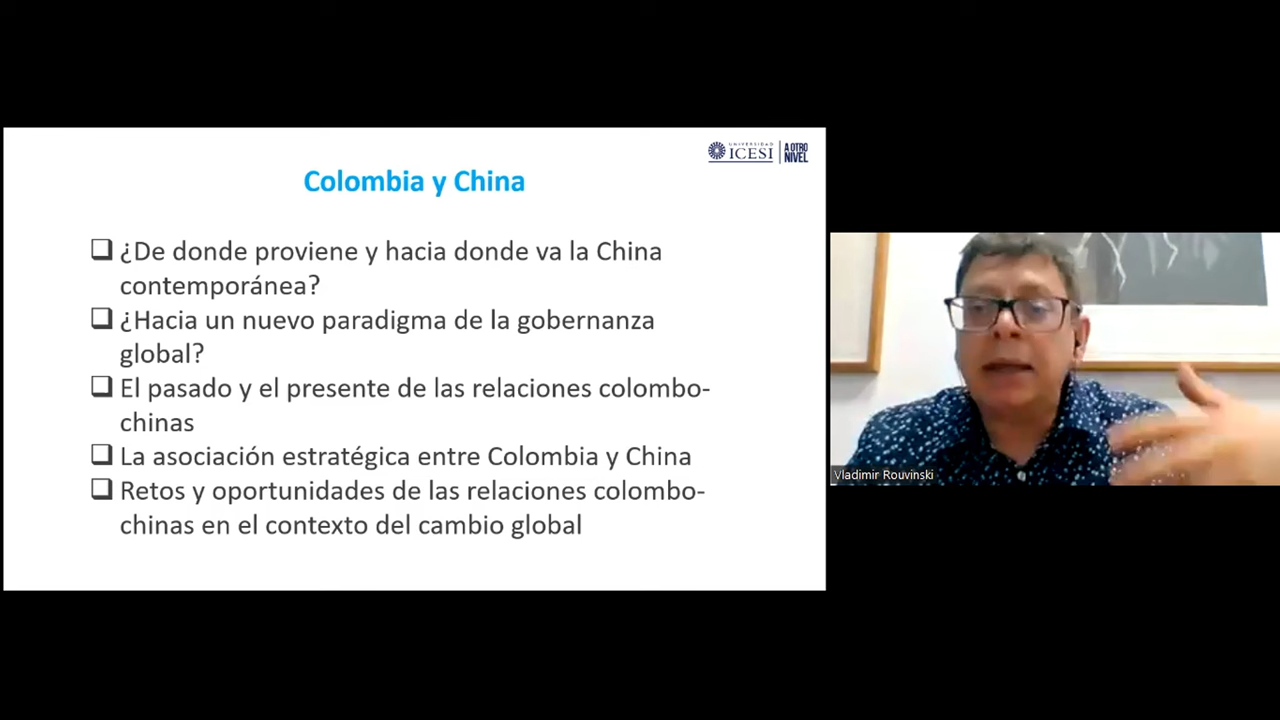 UNIVERSIDAD
ICESI
A OTRO
NIVEL
Colombia y China
¿De donde proviene y hacia donde va la China
contemporánea?
¿Hacia un nuevo paradigma de la gobernanza
global?
El pasado y el presente de las relaciones colombo-
chinas
La asociación estratégica entre Colombia y China
Retos y oportunidades de las relaciones colombo-
chinas en el contexto del cambio global
Vladimir Rouvinski